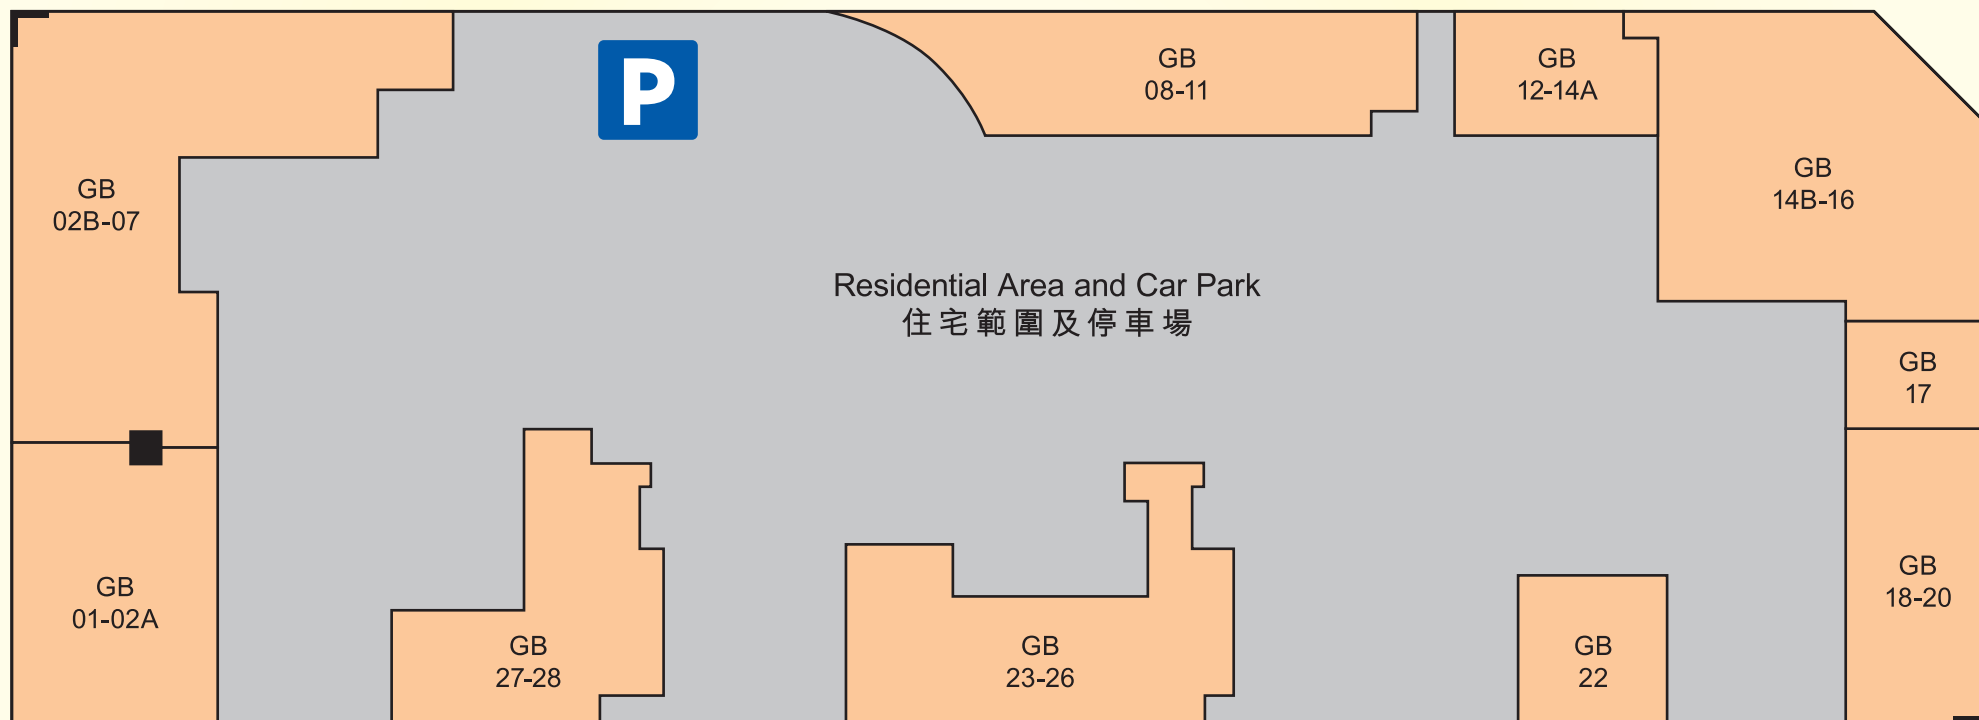 P
GB
08-11
GB
12-14A
GB
14B-16
GB
02B-07
Residential Area and Car Park
住宅範圍及停車場
GB
17
GB
18-20
GB
01-02A
GB
27-28
GB
23-26
GB
22